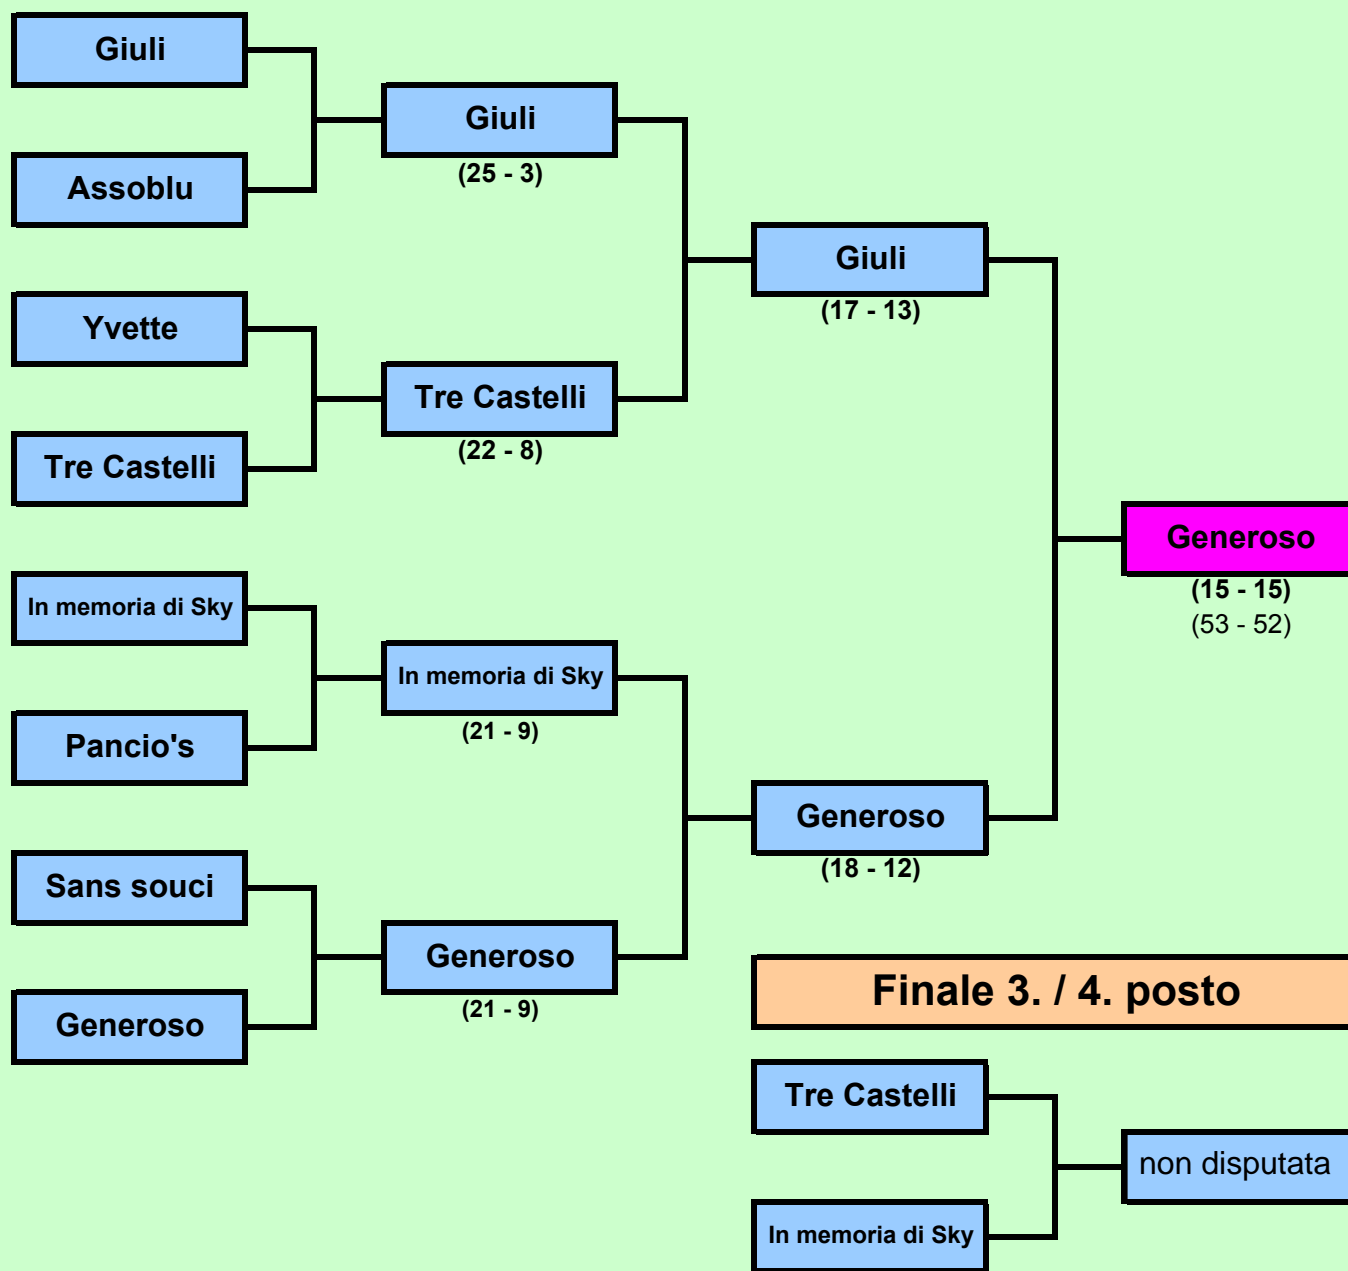 Giuli
Assoblu
Yvette
Tre Castelli
In memoria di Sky
Pancio's
Sans souci
Generoso
Giuli
(25 - 3)
Tre Castelli
(22 - 8)
In memoria di Sky
(21 - 9)
Generoso
(21 - 9)
Giuli
(17 - 13)
Generoso
(18 - 12)
Generoso
(15 - 15)
(53 - 52)
Finale 3. / 4. posto
Tre Castelli
In memoria di Sky
non disputata